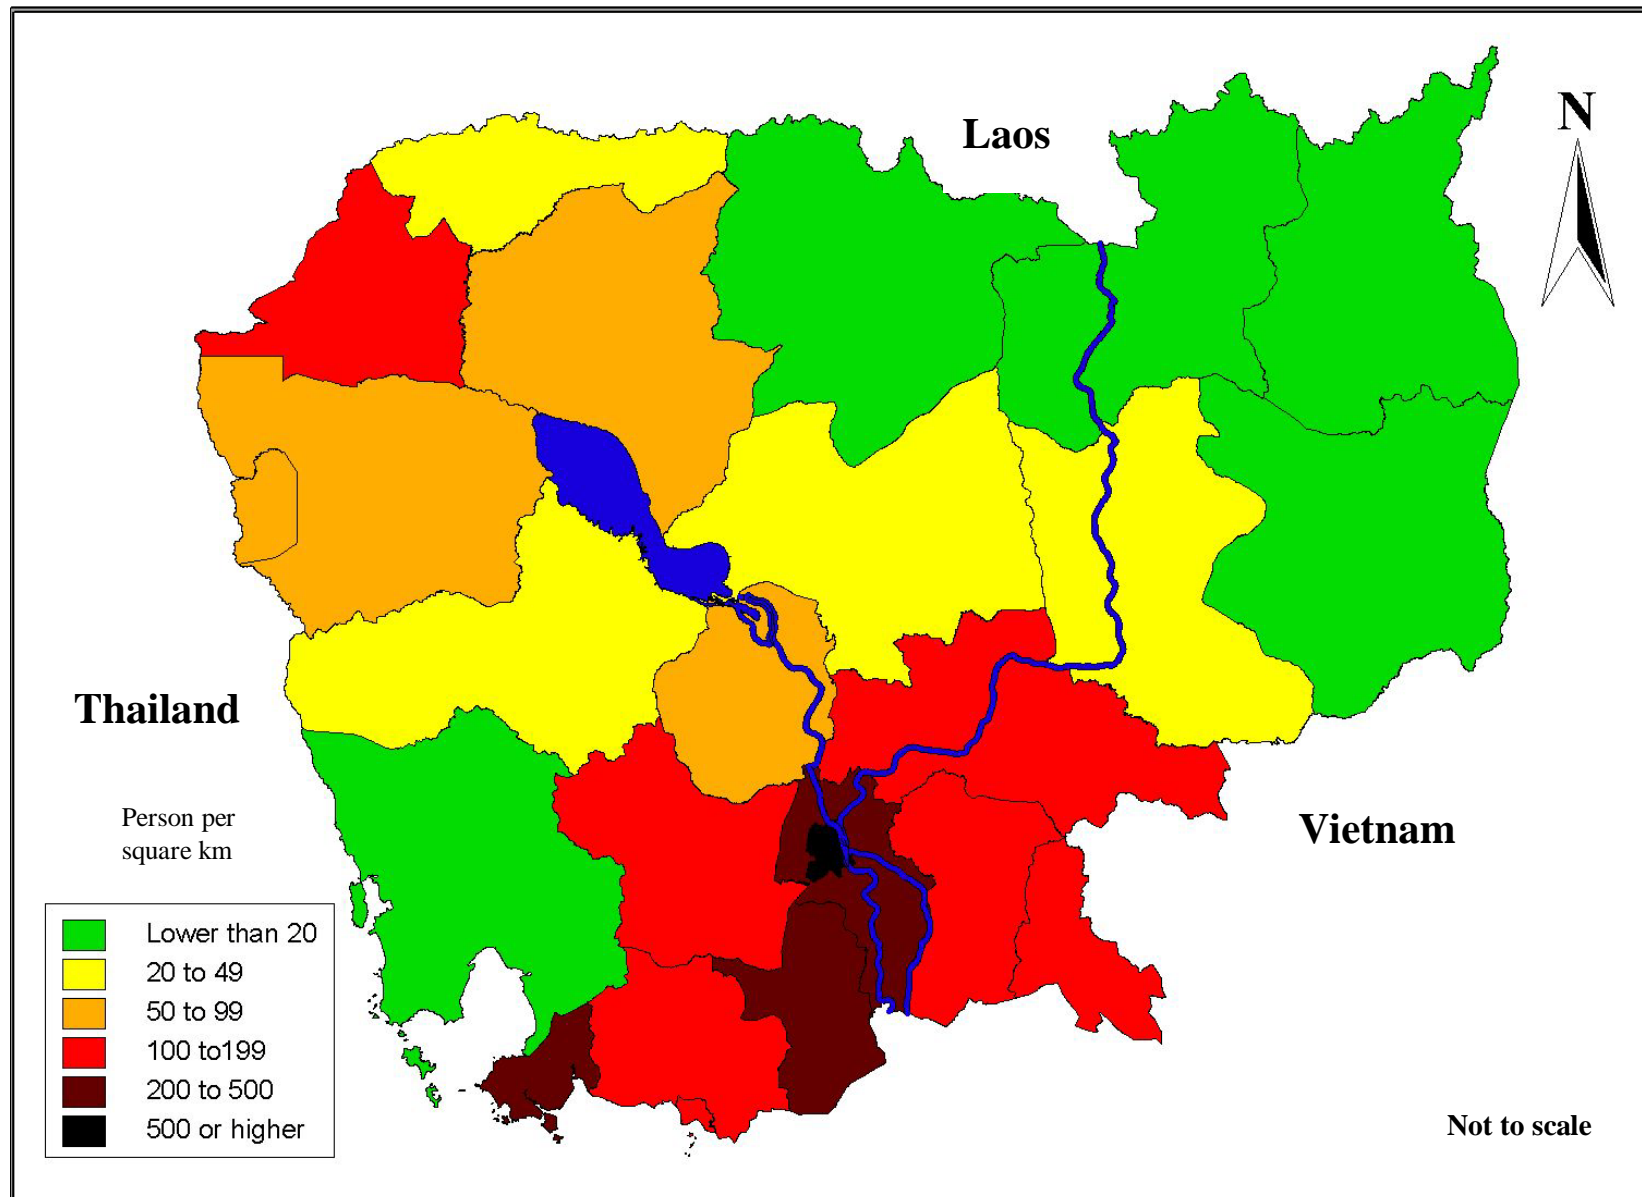 Laos
N
Thailand
Vietnam
Person per
square km
Lower than 20
20 to 49
50 to 99
100 to199
200 to 500
500 or higher
Not to scale